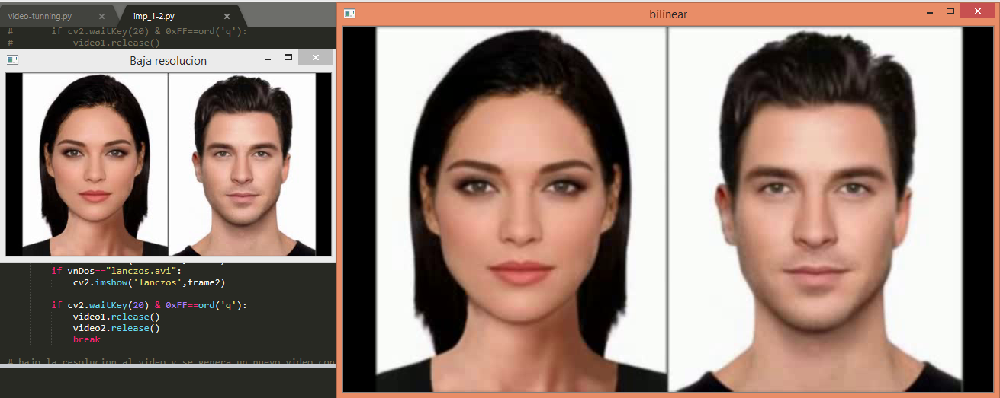 video-tunning.py
imp_1-2.py
# if cv2.waitKey(20) & 0xFF==ord('q'):
# video1.release()
Baja resolucion
if vnDos=="lanczos.avi":
cv2.imshow('lanczos',frame2)
if cv2.waitKey(20) & 0xFF==ord('q'):
video1.release()
video2.release()
break
# bajo la resolucion al video y se genera un nuevo video con
bilinear